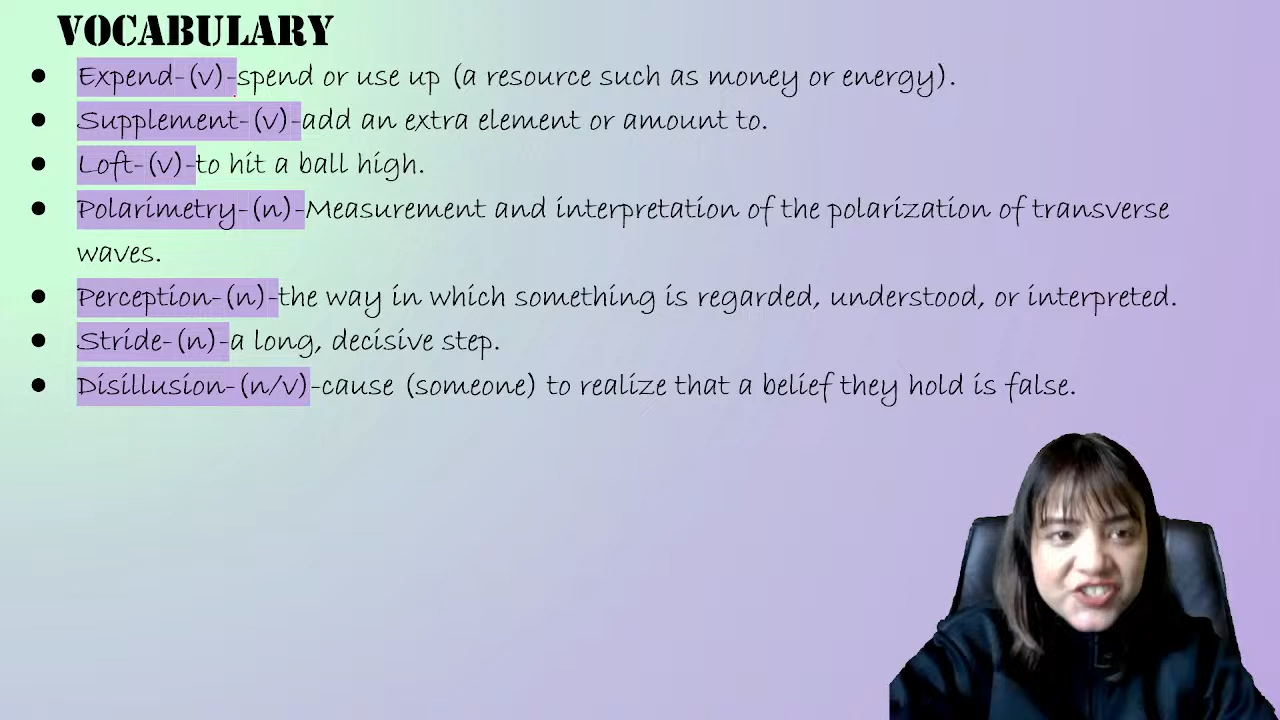 VOCABULARY
● Expend-(v)-spend or use up (a resource such as money or energy).
● Supplement-(v)-add an extra element or amount to.
● Loft-(v)-to hit a ball high.
● Polarimetry-(n)-Measurement and interpretation of the polarization of transverse
waves.
● Perception-(n)-the way in which something is regarded, understood, or interpreted.
● Stride-(n)-a long, decisive step.
● Disillusion-(n/v)-cause (someone) to realize that a belief they hold is false.